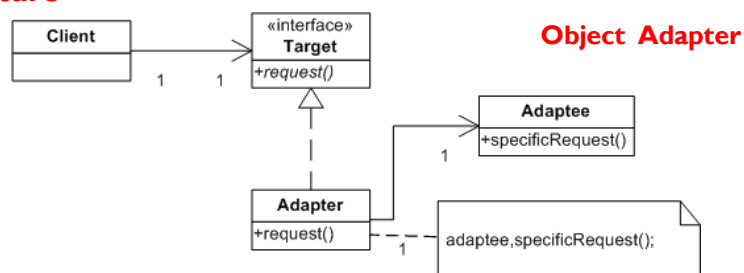 Client
«interface»
Target
+request()
Object Adapter
1
1
Adaptee
+specificRequest()
1
Adapter
+request()
1
adaptee,specificRequest();